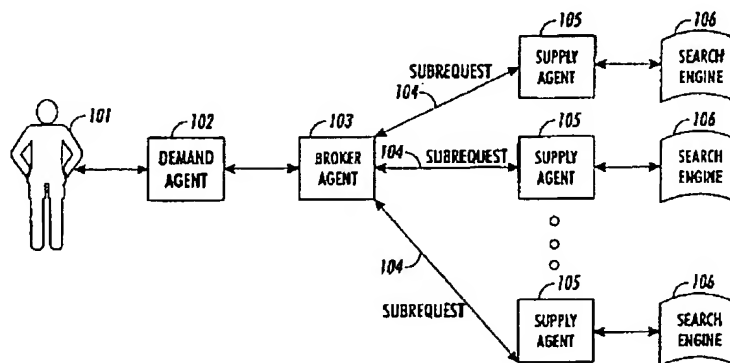 101
102
DEMAND
AGENT
103
BROKER
AGENT
SUBREQUEST
104
105
SUPPLY
AGENT
106
SEARCH
ENGINE
104
SUBREQUEST
105
SUPPLY
AGENT
106
SEARCH
ENGINE
104
SUBREQUEST
105
SUPPLY
AGENT
106
SEARCH
ENGINE